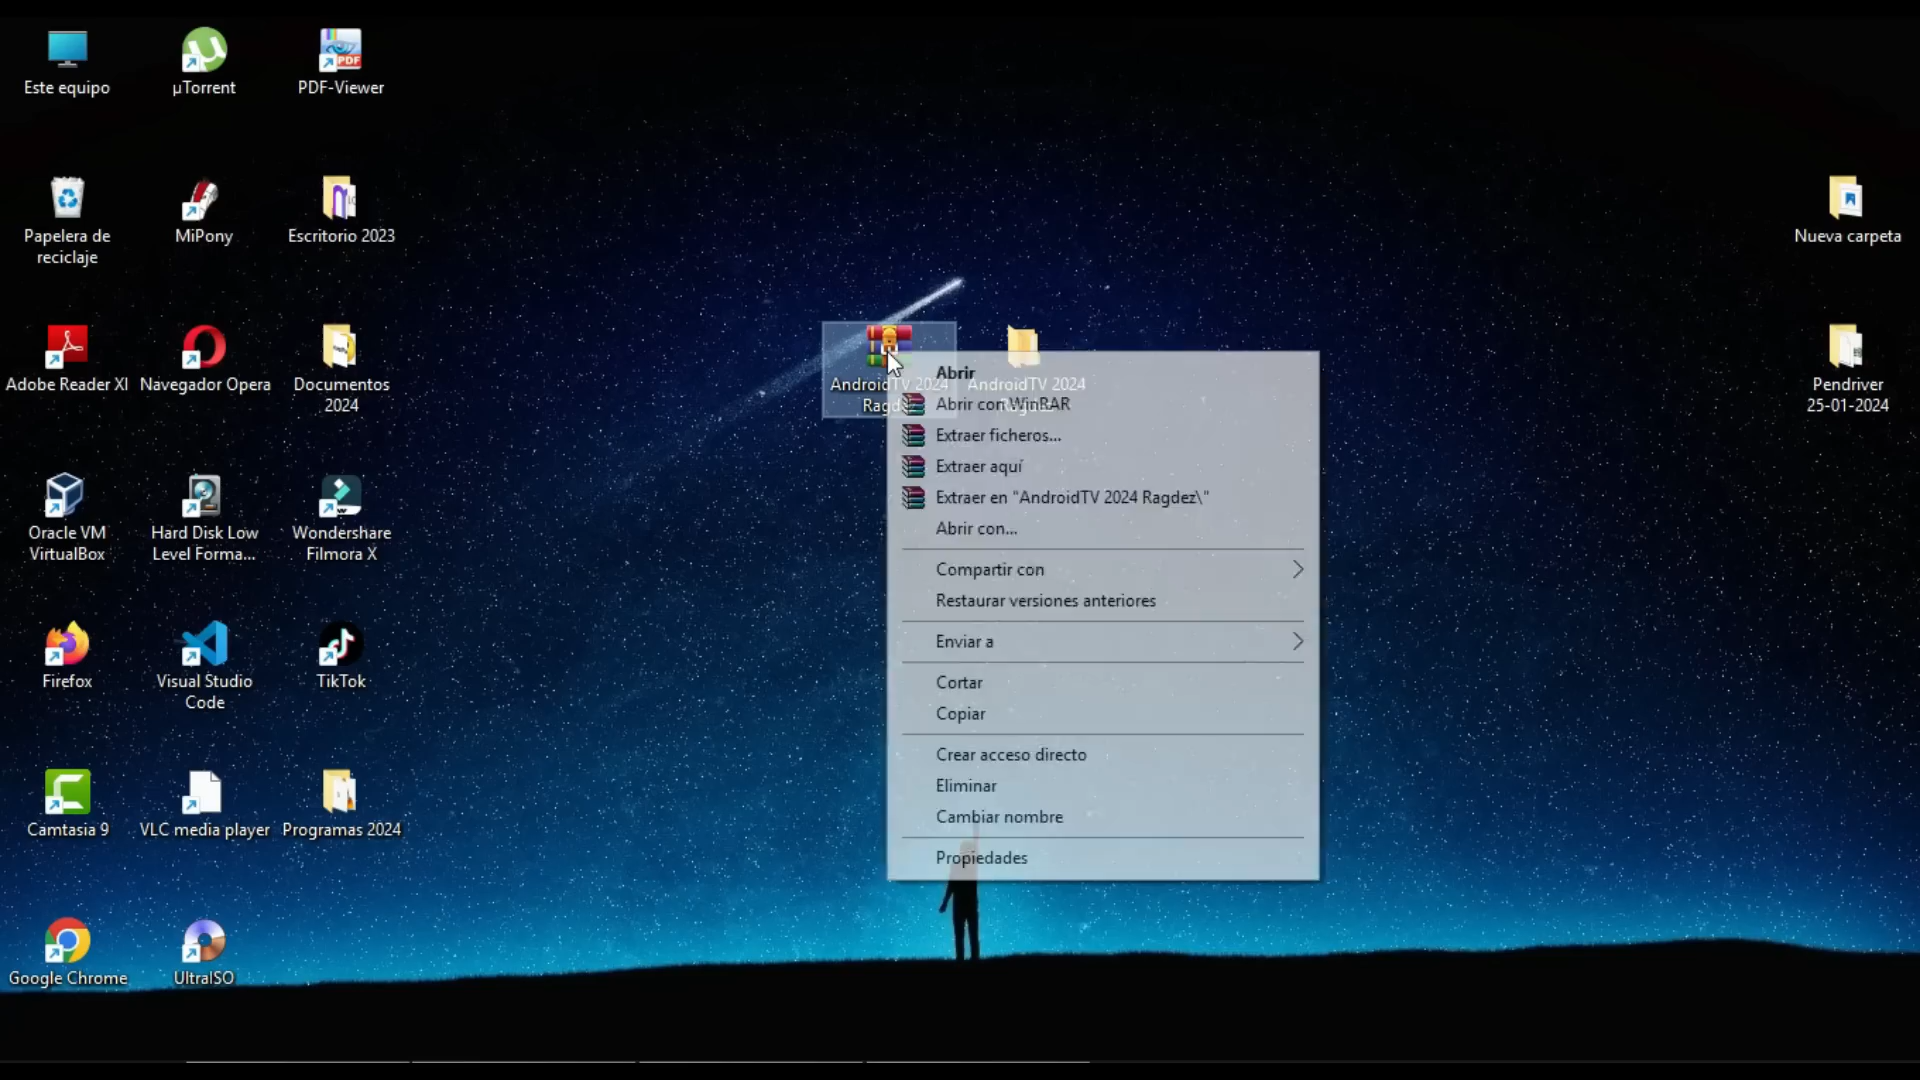 Este equipo
µTorrent
PDF-Viewer
Papelera de
reciclaje
MiPony
Escritorio 2023
Nueva carpeta
Adobe Reader XI
Navegador Opera
Documentos
2024
AndroidTV 2024
AndroidTV 2024
Pendriver
25-01-2024
Abrir
Abrir con WinRAR
Extraer ficheros...
Extraer aquí
Extraer en "AndroidTV 2024 Ragdez\"
Abrir con...
Compartir con
Restaurar versiones anteriores
Enviar a
Cortar
Copiar
Crear acceso directo
Eliminar
Cambiar nombre
Propiedades
Oracle VM
VirtualBox
Hard Disk Low
Level Forma...
Wondershare
Filmora X
Firefox
Visual Studio
Code
TikTok
Camtasia 9
VLC media player
Programas 2024
Google Chrome
UltraISO